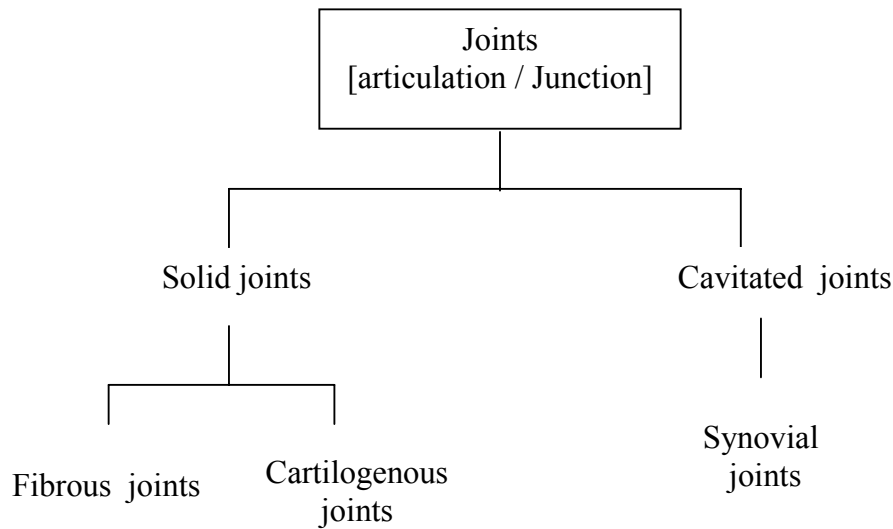 Joints
[articulation / Junction]
Solid joints
Cavitated joints
Fibrous joints
Cartilogenous
joints
Synovial
joints